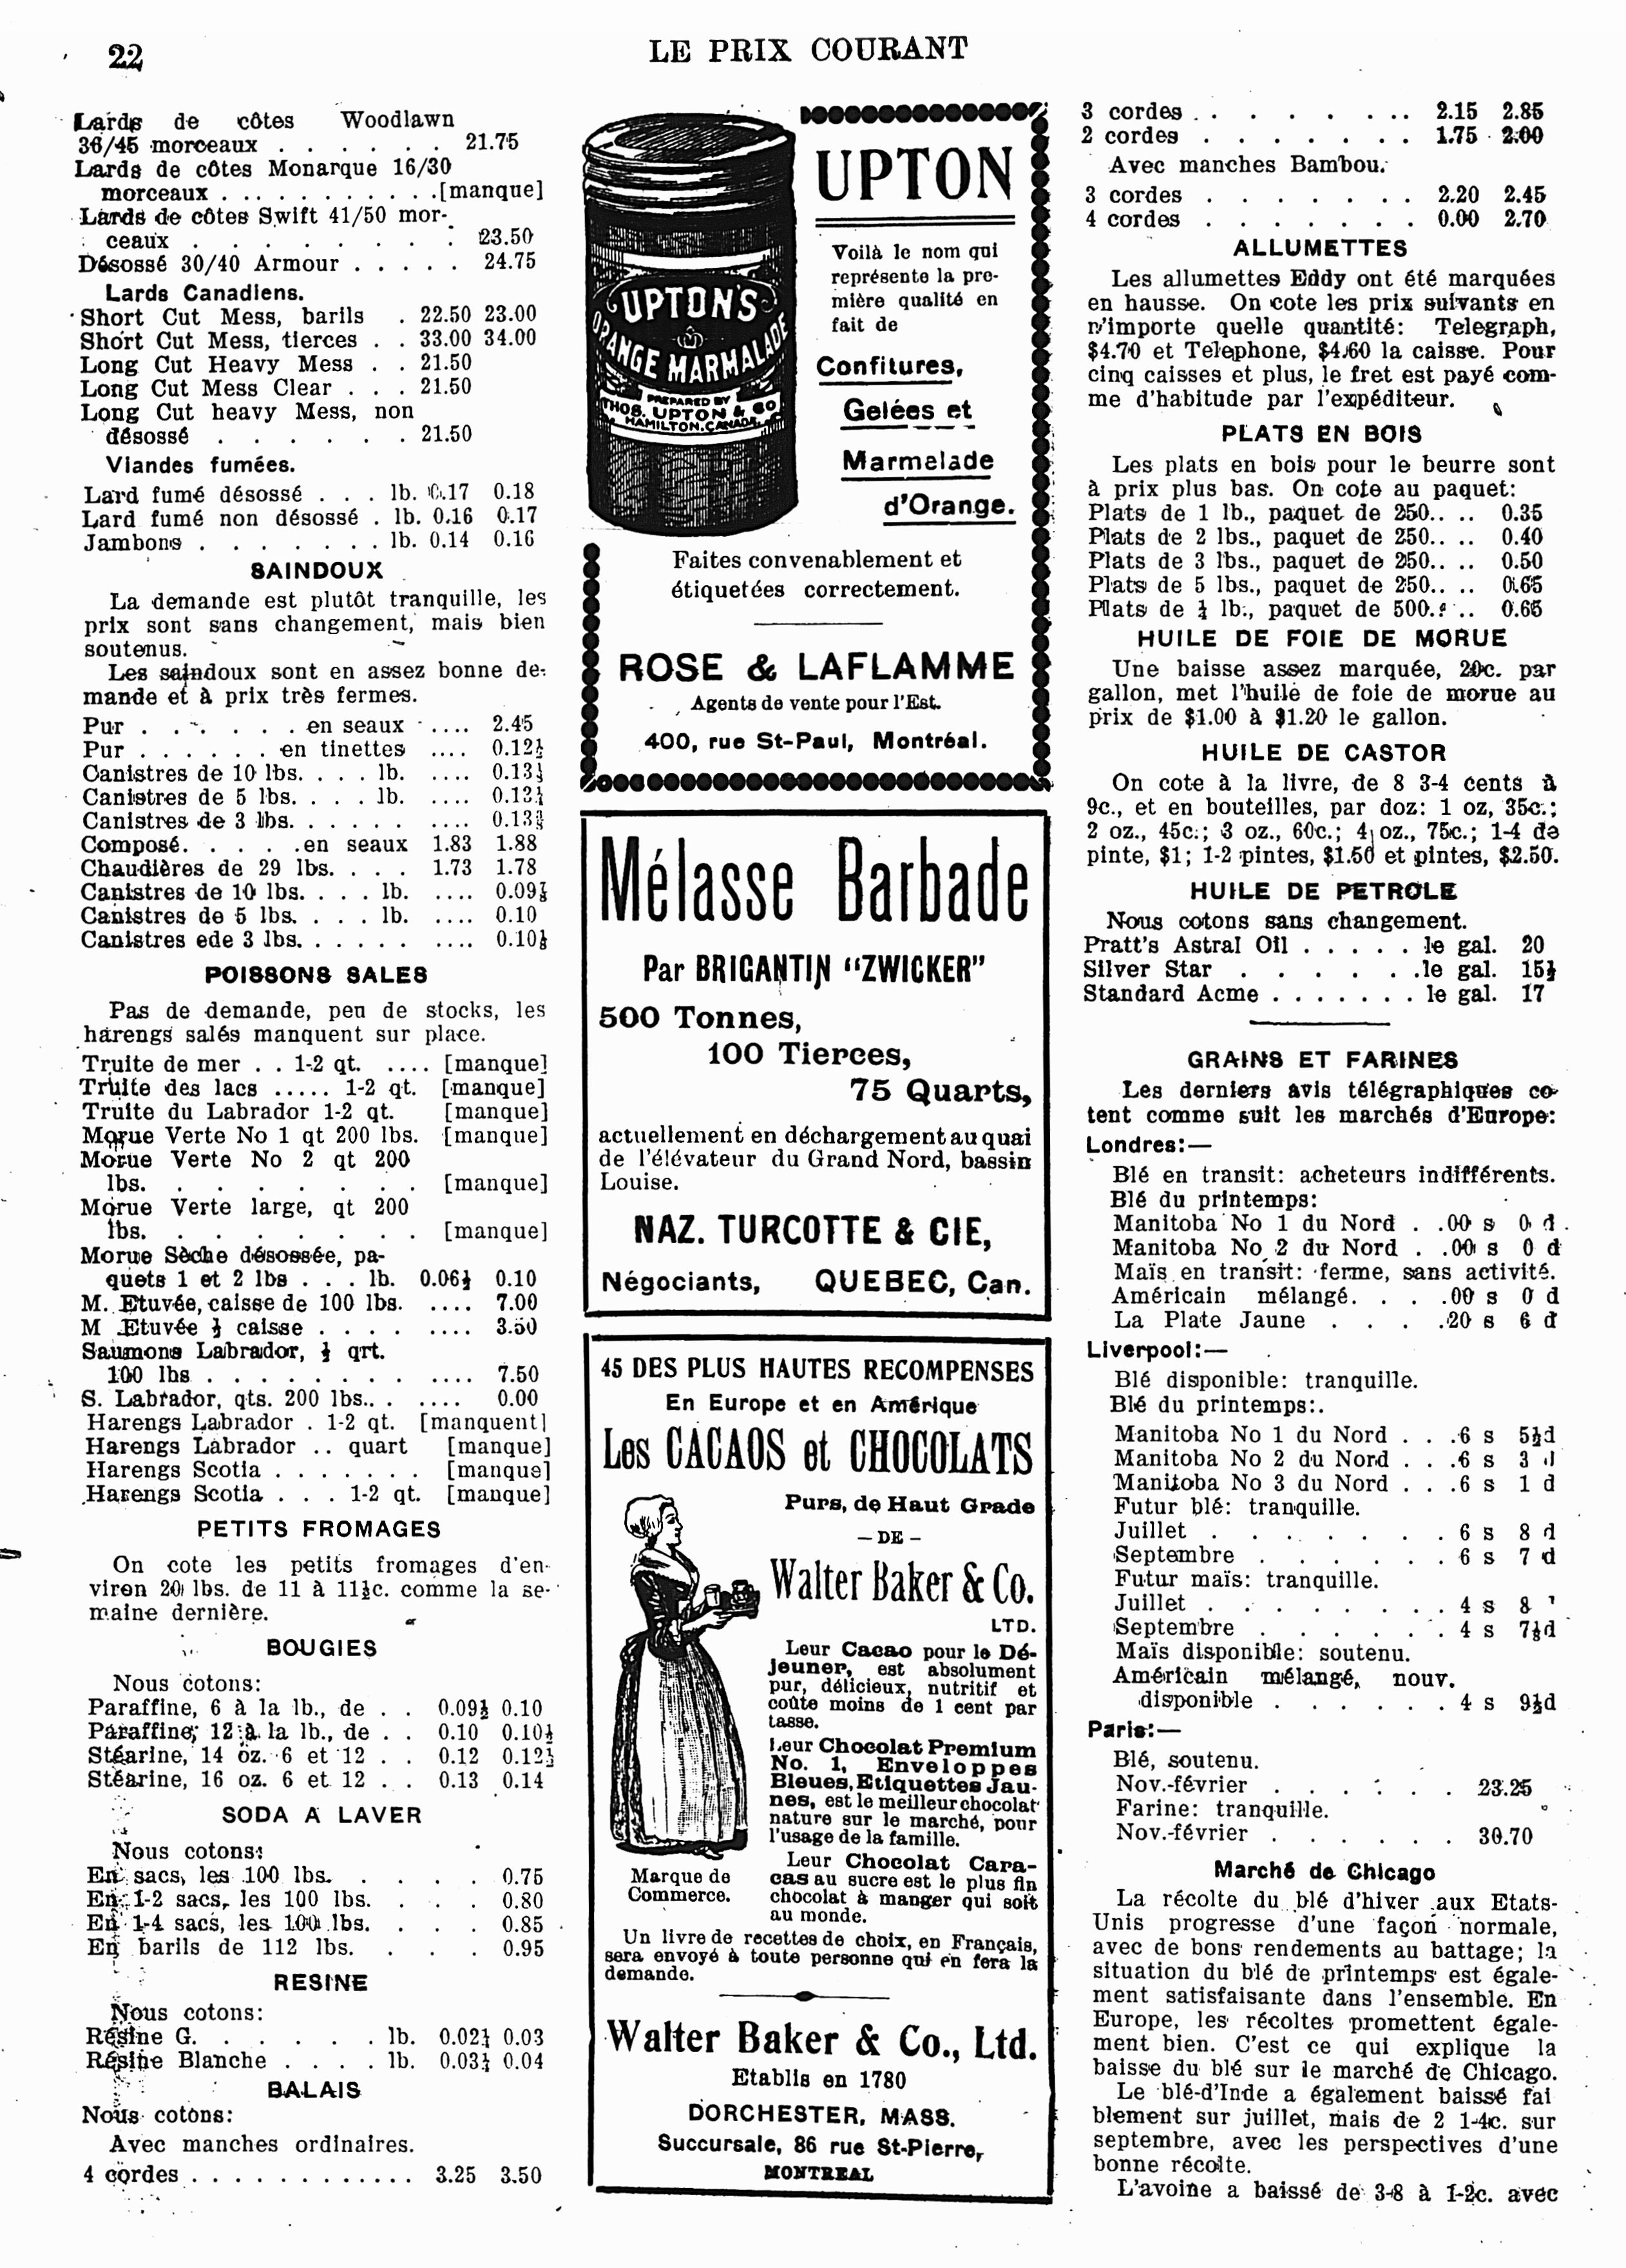 22
LE PRIX COURANT
Lards de côtes Woodlawn
36/45 morceaux . . . . . . 21.75
Lards de côtes Monarque 16/30
morceaux . . . . . . . . . .[manque]
Lards de côtes Swift 41/50 mor-
ceaux . . . . . . . . . 23.50
Désossé 30/40 Armour . . . . . 24.75
Lards Canadiens.
Short Cut Mess, barils . 22.50 23.00
Short Cut Mess, tierces . . 33.00 34.00
Long Cut Heavy Mess . . 21.50
Long Cut Mess Clear . . . 21.50
Long Cut heavy Mess, non
désossé . . . . . . . 21.50
Viandes fumées.
Lard fumé désossé . . . lb. 0.17 0.18
Lard fumé non désossé . lb. 0.16 0.17
Jambons . . . . . . . lb. 0.14 0.16
SAINDOUX
La demande est plutôt tranquille, les
prix sont sans changement, mais bien
soutenus.
Les saindoux sont en assez bonne de-
mande et à prix très fermes.
Pur . . . . . . . en seaux .... 2.45
Pur . . . . . . en tinettes .... 0.12½
Canistres de 10 lbs. . . . lb. ....
Canistres de 5 lbs. . . . lb. ....
Canistres de 3 lbs. . . . . . ....
Composé. . . . .en seaux 1.83 1.88
Chaudières de 29 lbs. . . . 1.73 1.78
Canistres de 10 lbs. . . . lb. ....
Canistres de 5 lbs. . . . lb. .... 0.10
Canistres ede 3 lbs. . . . . . ....
POISSONS SALES
Pas de demande, peu de stocks, les
harengs salés manquent sur place.
Truite de mer . . 1-2 qt. .... [manque]
Truite des lacs ..... 1-2 qt. [manque]
Truite du Labrador 1-2 qt. [manque]
Morue Verte No 1 qt 200 lbs. [manque]
Morue Verte No 2 qt 200
lbs. . . . . . . . . [manque]
Morue Verte large, qt 200
lbs. . . . . . . . . [manque]
Morue Sèche désossée, pa-
quets 1 et 2 lbs . . . lb. 0.06½ 0.10
M. Etuvée, caisse de 100 lbs. .... 7.00
M Etuvée ½ caisse . . . . .... 3.50
Saumons Labrador, ½ qrt.
100 lbs . . . . . . . . .... 7.50
S. Labrador, qts. 200 lbs.. . .... 0.00
Harengs Labrador . 1-2 qt. [manquent]
Harengs Labrador .. quart [manque]
Harengs Scotia . . . . . . . [manque]
Harengs Scotia . . . 1-2 qt. [manque]
PETITS FROMAGES
On cote les petits fromages d'en-
viron 20 lbs. de 11 à 11½c. comme la se-
maine dernière.
BOUGIES
Nous cotons:
Paraffine, 6 à la lb., de . . 0.09½ 0.10
Paraffine, 12 à la lb., de . . 0.10 0.10½
Stéarine, 14 oz. 6 et 12 . . 0.12 0.12½
Stéarine, 16 oz. 6 et 12 . . 0.13 0.14
SODA A LAVER
Nous cotons:
En sacs, les 100 lbs. . . . . 0.75
En 1-2 sacs, les 100 lbs. . . . 0.80
En 1-4 sacs, les 100 lbs. . . . 0.85
En barils de 112 lbs. . . . 0.95
RESINE
Nous cotons:
Résine G. . . . . . . lb. 0.03
Résine Blanche . . . . lb. 0.04
BALAIS
Nous cotons:
Avec manches ordinaires.
4 cordes . . . . . . . . . . . . 3.25 3.50
UPTON
Voilà le nom qui
représente la pre-
mière qualité en
fait de
Confitures,
Gelées et
Marmelade
d'Orange.
UPTON'S
ORANGE MARMALADE
PREPARED BY
THOS. UPTON & CO
HAMILTON, CANADA.
Faites convenablement et
étiquetées correctement.
ROSE & LAFLAMME
Agents de vente pour l'Est.
400, rue St-Paul, Montréal.
Mélasse Barbade
Par BRIGANTIN "ZWICKER"
500 Tonnes,
100 Tierces,
75 Quarts,
actuellement en déchargement au quai
de l'élévateur du Grand Nord, bassin
Louise.
NAZ. TURCOTTE & CIE,
Négociants, QUEBEC, Can.
45 DES PLUS HAUTES RECOMPENSES
En Europe et en Amérique
Les CACAOS et CHOCOLATS
Purs, de Haut Grade
— DE —
Walter Baker & Co.
LTD.
Leur Cacao pour le Dé-
jeuner, est absolument
pur, délicieux, nutritif et
coûte moins de 1 cent par
tasse.
Leur Chocolat Premium
No. 1, Enveloppes
Bleues, Etiquettes Jau-
nes, est le meilleur chocolat
nature sur le marché, pour
l'usage de la famille.
Leur Chocolat Cara-
cas au sucre est le plus fin
chocolat à manger qui soit
au monde.
Marque de
Commerce.
Un livre de recettes de choix, en Français,
sera envoyé à toute personne qui en fera la
demande.
Walter Baker & Co., Ltd.
Etablis en 1780
DORCHESTER, MASS.
Succursale, 86 rue St-Pierre,
MONTREAL
3 cordes . . . . . . . .. 2.15 2.85
2 cordes . . . . . . . 1.75 2.00
Avec manches Bambou.
3 cordes . . . . . . . 2.20 2.45
4 cordes . . . . . . . 0.00 2.70
ALLUMETTES
Les allumettes Eddy ont été marquées
en hausse. On cote les prix suivants en
n'importe quelle quantité: Telegraph,
$4.70 et Telephone, $4.60 la caisse. Pour
cinq caisses et plus, le fret est payé com-
me d'habitude par l'expéditeur.
PLATS EN BOIS
Les plats en bois pour le beurre sont
à prix plus bas. On cote au paquet:
Plats de 1 lb., paquet de 250.. .. 0.35
Plats de 2 lbs., paquet de 250.. .. 0.40
Plats de 3 lbs., paquet de 250.. .. 0.50
Plats de 5 lbs., paquet de 250.. .. 0.65
Plats de ½ lb., paquet de 500.. .. 0.65
HUILE DE FOIE DE MORUE
Une baisse assez marquée, 20c. par
gallon, met l'huile de foie de morue au
prix de $1.00 à $1.20 le gallon.
HUILE DE CASTOR
On cote à la livre, de 8 3-4 cents à
9c., et en bouteilles, par doz: 1 oz, 35c.;
2 oz., 45c.; 3 oz., 60c.; 4 oz., 75c.; 1-4 de
pinte, $1; 1-2 pintes, $1.50 et pintes, $2.50.
HUILE DE PETROLE
Nous cotons sans changement.
Pratt's Astral Oil . . . . . le gal. 20
Silver Star . . . . . . .le gal. 15½
Standard Acme . . . . . . . le gal. 17
GRAINS ET FARINES
Les derniers avis télégraphiques co-
tent comme suit les marchés d'Europe:
Londres:—
Blé en transit: acheteurs indifférents.
Blé du printemps:
Manitoba No 1 du Nord . .00 s 0 d
Manitoba No 2 du Nord . .00 s 0 d
Maïs en transit: ferme, sans activité.
Américain mélangé. . . .00 s 0 d
La Plate Jaune . . . .20 s 6 d
Liverpool:—
Blé disponible: tranquille.
Blé du printemps:.
Manitoba No 1 du Nord . . .6 s 5½d
Manitoba No 2 du Nord . . .6 s 3 d
Manitoba No 3 du Nord . . .6 s 1 d
Futur blé: tranquille.
Juillet . . . . . . . . 6 s 8 d
Septembre . . . . . . 6 s 7 d
Futur maïs: tranquille.
Juillet . . . . . . . . 4 s 8
Septembre . . . . . . 4 s 7½d
Maïs disponible: soutenu.
Américain mélangé, nouv.
disponible . . . . . . 4 s 9½d
Paris:—
Blé, soutenu.
Nov.-février . . . . . . 23.25
Farine: tranquille.
Nov.-février . . . . . . 30.70
Marché de Chicago
La récolte du blé d'hiver aux Etats-
Unis progresse d'une façon normale,
avec de bons rendements au battage; la
situation du blé de printemps est égale-
ment satisfaisante dans l'ensemble. En
Europe, les récoltes promettent égale-
ment bien. C'est ce qui explique la
baisse du blé sur le marché de Chicago.
Le blé-d'Inde a également baissé fai
blement sur juillet, mais de 2 1-4c. sur
septembre, avec les perspectives d'une
bonne récolte.
L'avoine a baissé de 3-8 à 1-2c. avec